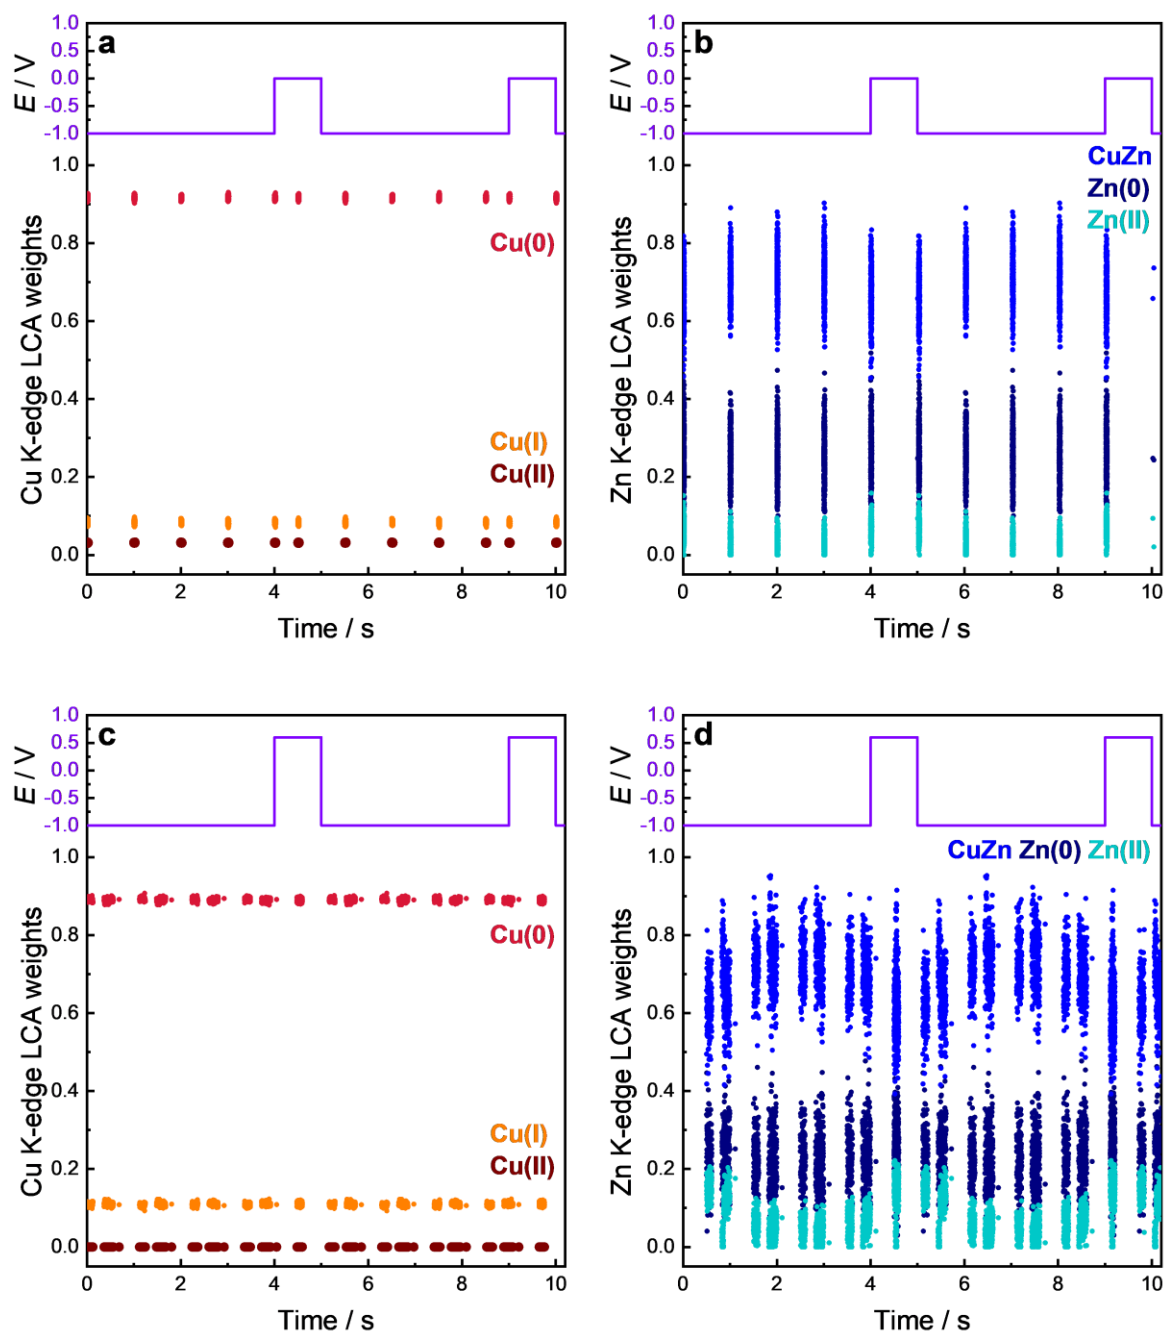 a
1.0
0.5
0.0
-0.5
-1.0
E / V
Cu(0)
Cu(I)
Cu(II)
1.0
0.8
0.6
0.4
0.2
0.0
Cu K-edge LCA weights
0 2 4 6 8 10
Time / s
b
1.0
0.5
0.0
-0.5
-1.0
E / V
CuZn
Zn(0)
Zn(II)
1.0
0.8
0.6
0.4
0.2
0.0
Zn K-edge LCA weights
0 2 4 6 8 10
Time / s
c
1.0
0.5
0.0
-0.5
-1.0
E / V
Cu(0)
Cu(I)
Cu(II)
1.0
0.8
0.6
0.4
0.2
0.0
Cu K-edge LCA weights
0 2 4 6 8 10
Time / s
d
1.0
0.5
0.0
-0.5
-1.0
E / V
CuZn Zn(0) Zn(II)
1.0
0.8
0.6
0.4
0.2
0.0
Zn K-edge LCA weights
0 2 4 6 8 10
Time / s